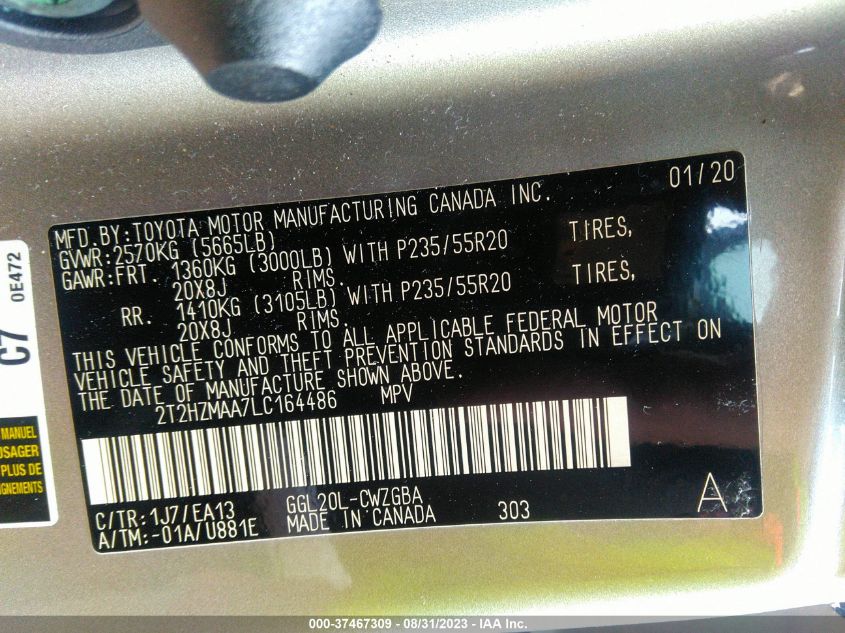 01/20
MFD.BY:TOYOTA MOTOR MANUFACTURING CANADA INC.
GVWR:2570KG (5665LB)
GAWR:FRT. 1360KG (3000LB) WITH P235/55R20 TIRES,
20X8J RIMS.
RR. 1410KG (3105LB) WITH P235/55R20 TIRES,
20X8J RIMS.
THIS VEHICLE CONFORMS TO ALL APPLICABLE FEDERAL MOTOR
VEHICLE SAFETY AND THEFT PREVENTION STANDARDS IN EFFECT ON
THE DATE OF MANUFACTURE SHOWN ABOVE.
2T2HZMAA7LC164486 MPV
C/TR:1J7/EA13 GGL20L-CWZGBA
A/TM:-01A/U881E MADE IN CANADA 303 A
C7 0E472
MANUEL
USAGER
PLUS DE
IGNEMENTS
000-37467309 - 08/31/2023 - IAA Inc.